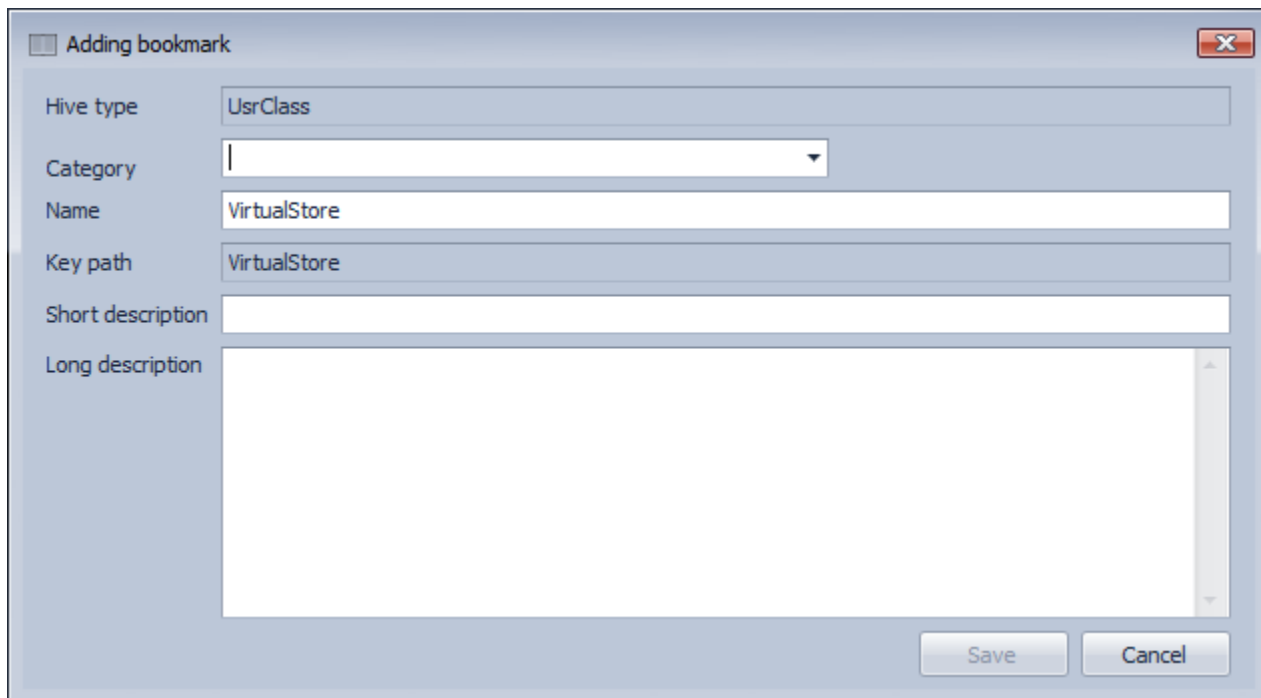 Adding bookmark
Hive type UsrClass
Category
Name VirtualStore
Key path VirtualStore
Short description
Long description
Save Cancel